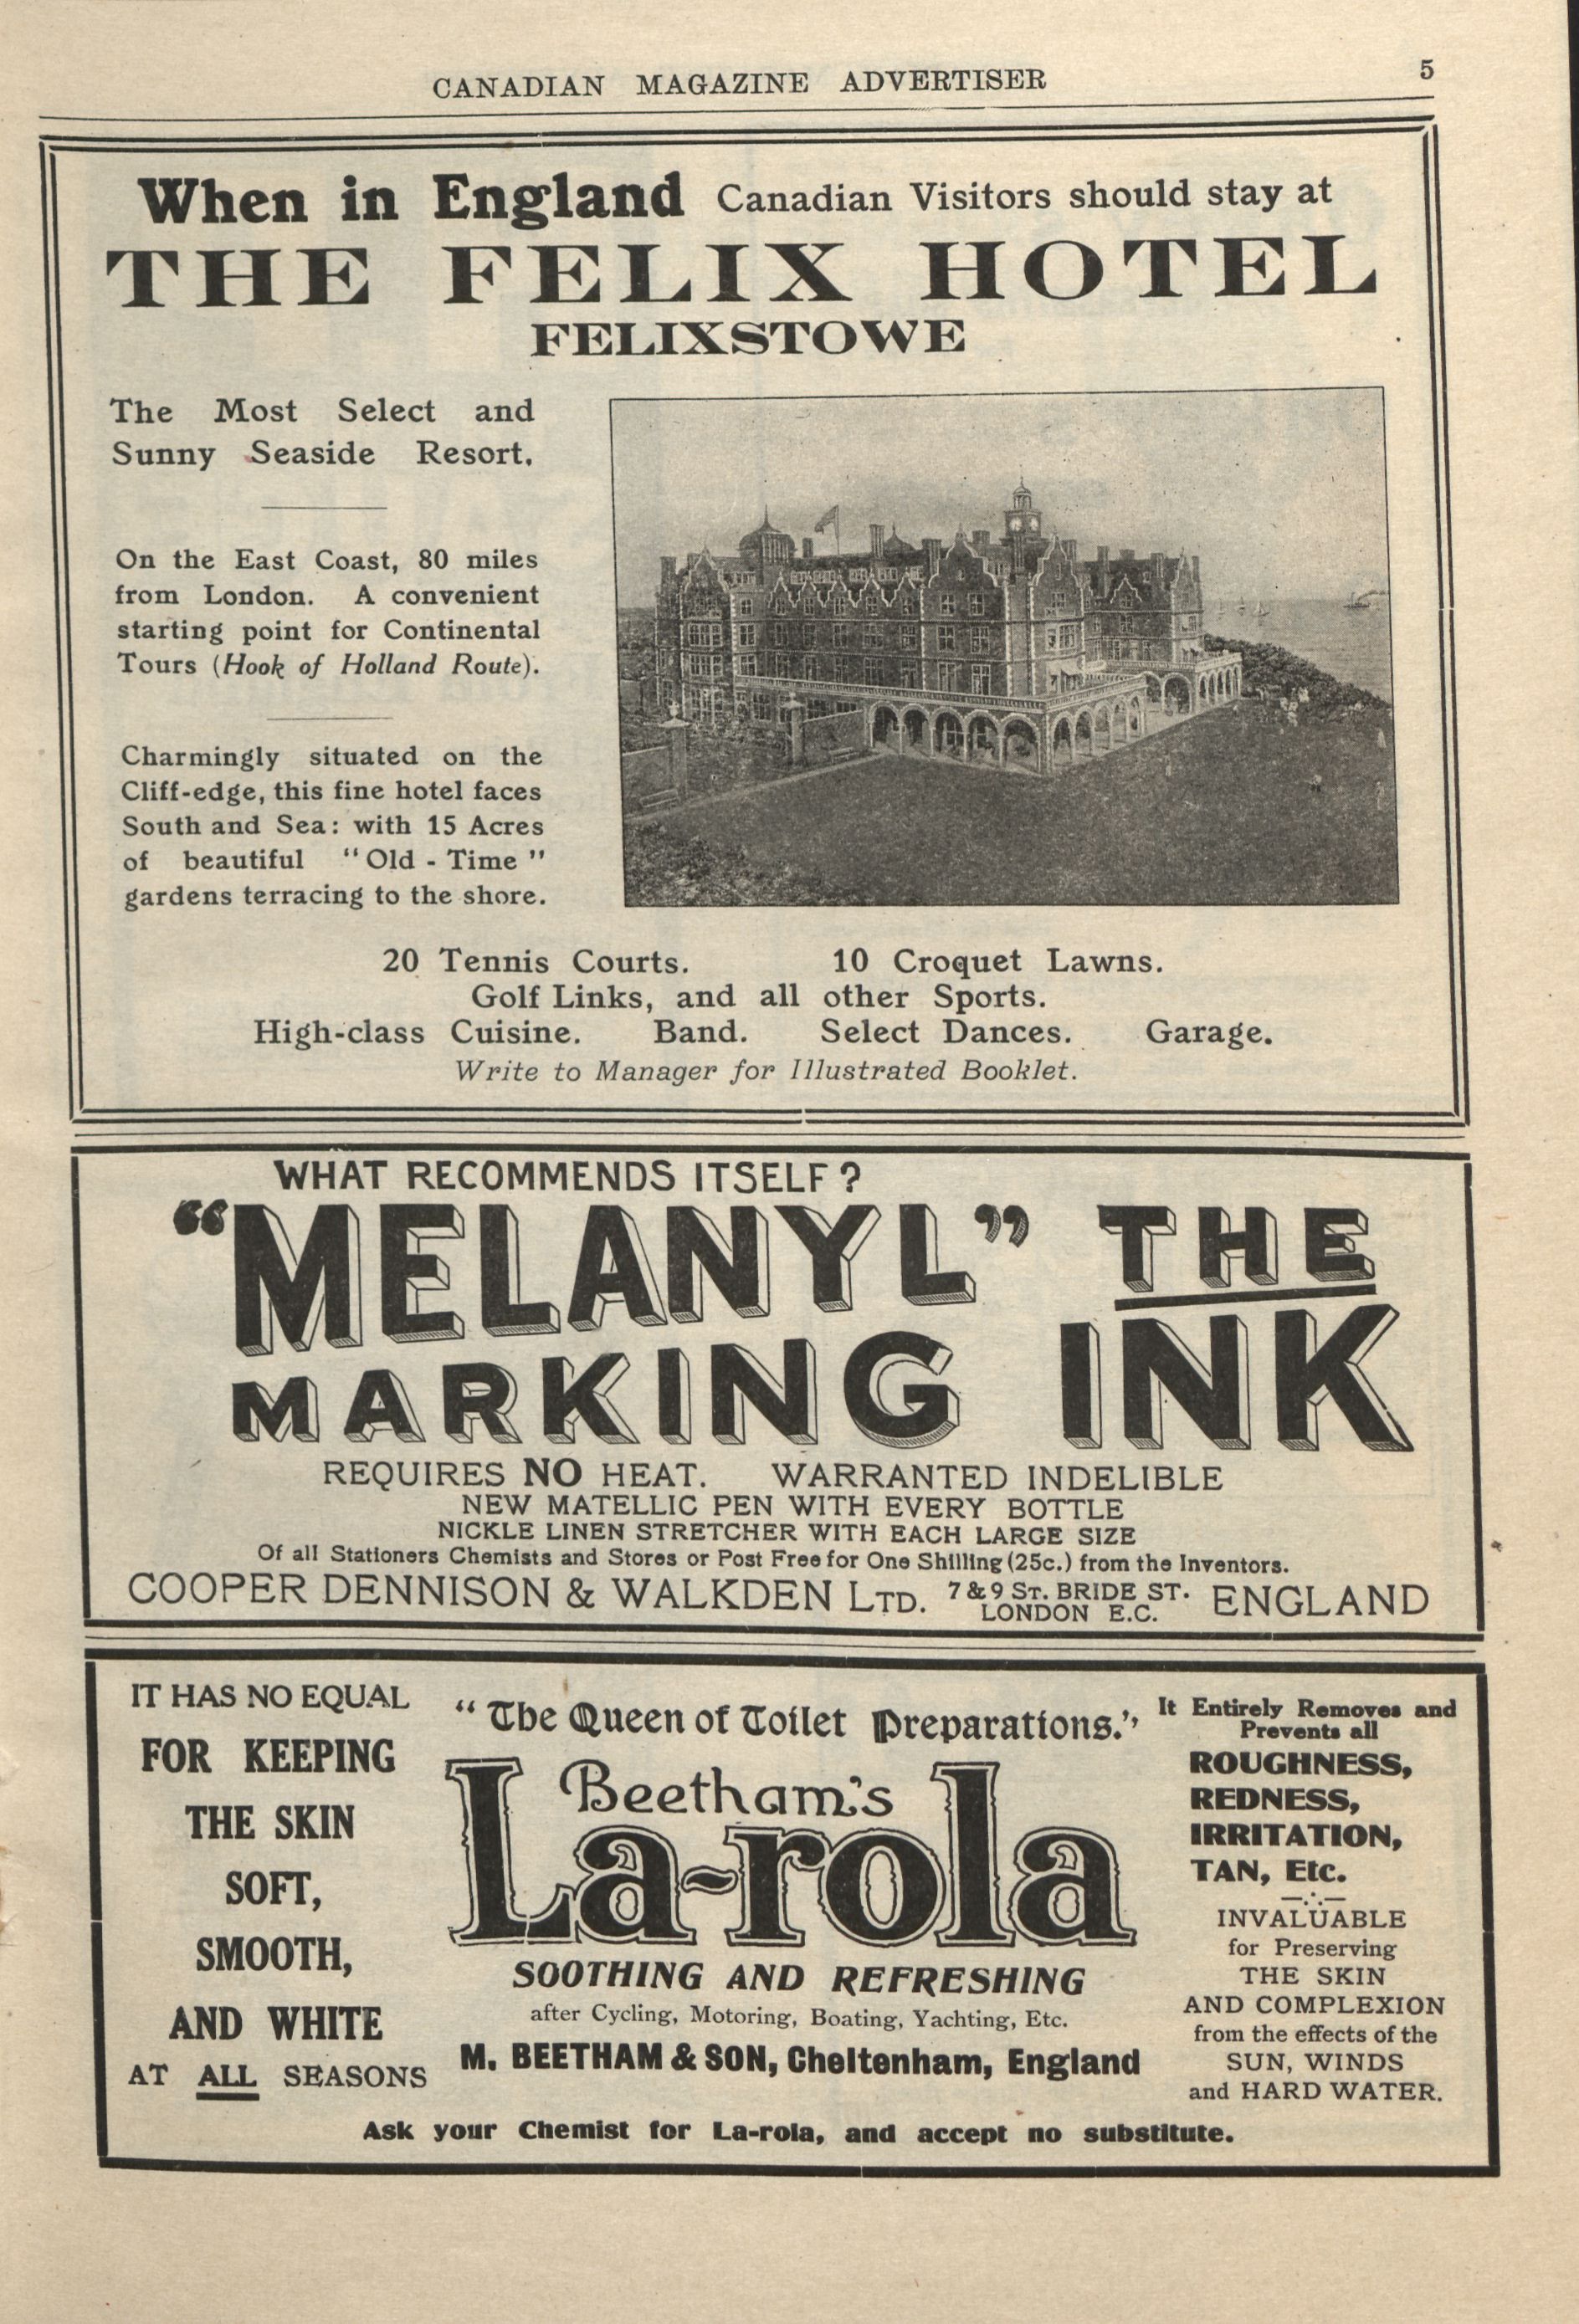 CANADIAN MAGAZINE ADVERTISER
5
When in England Canadian Visitors should stay at
THE FELIX HOTEL
FELIXSTOWE
The Most Select and
Sunny Seaside Resort.
On the East Coast, 80 miles
from London. A convenient
starting point for Continental
Tours (Hook of Holland Route).
Charmingly situated on the
Cliff-edge, this fine hotel faces
South and Sea: with 15 Acres
of beautiful "Old - Time"
gardens terracing to the shore.
20 Tennis Courts. 10 Croquet Lawns.
Golf Links, and all other Sports.
High-class Cuisine. Band. Select Dances. Garage.
Write to Manager for Illustrated Booklet.
WHAT RECOMMENDS ITSELF?
"MELANYL" THE
MARKING INK
REQUIRES NO HEAT. WARRANTED INDELIBLE
NEW MATELLIC PEN WITH EVERY BOTTLE
NICKLE LINEN STRETCHER WITH EACH LARGE SIZE
Of all Stationers Chemists and Stores or Post Free for One Shilling (25c.) from the Inventors.
COOPER DENNISON & WALKDEN LTD. 7 & 9 ST. BRIDE ST. LONDON E.C. ENGLAND
IT HAS NO EQUAL
FOR KEEPING
THE SKIN
SOFT,
SMOOTH,
AND WHITE
AT ALL SEASONS
"The Queen of Toilet Preparations."
Beetham's
La-rola
SOOTHING AND REFRESHING
after Cycling, Motoring, Boating, Yachting, Etc.
M. BEETHAM & SON, Cheltenham, England
It Entirely Removes and
Prevents all
ROUGHNESS,
REDNESS,
IRRITATION,
TAN, Etc.
INVALUABLE
for Preserving
THE SKIN
AND COMPLEXION
from the effects of the
SUN, WINDS
and HARD WATER.
Ask your Chemist for La-rola, and accept no substitute.